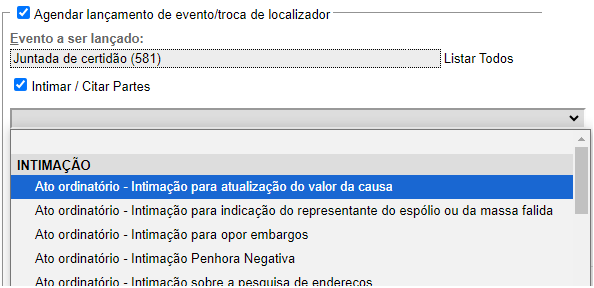 Agendar lançamento de evento/troca de localizador
Evento a ser lançado:
Juntada de certidão (581) Listar Todos
Intimar / Citar Partes
INTIMAÇÃO
Ato ordinatório - Intimação para atualização do valor da causa
Ato ordinatório - Intimação para indicação do representante do espólio ou da massa falida
Ato ordinatório - Intimação para opor embargos
Ato ordinatório - Intimação Penhora Negativa
Ato ordinatório - Intimação sobre a pesquisa de endereços